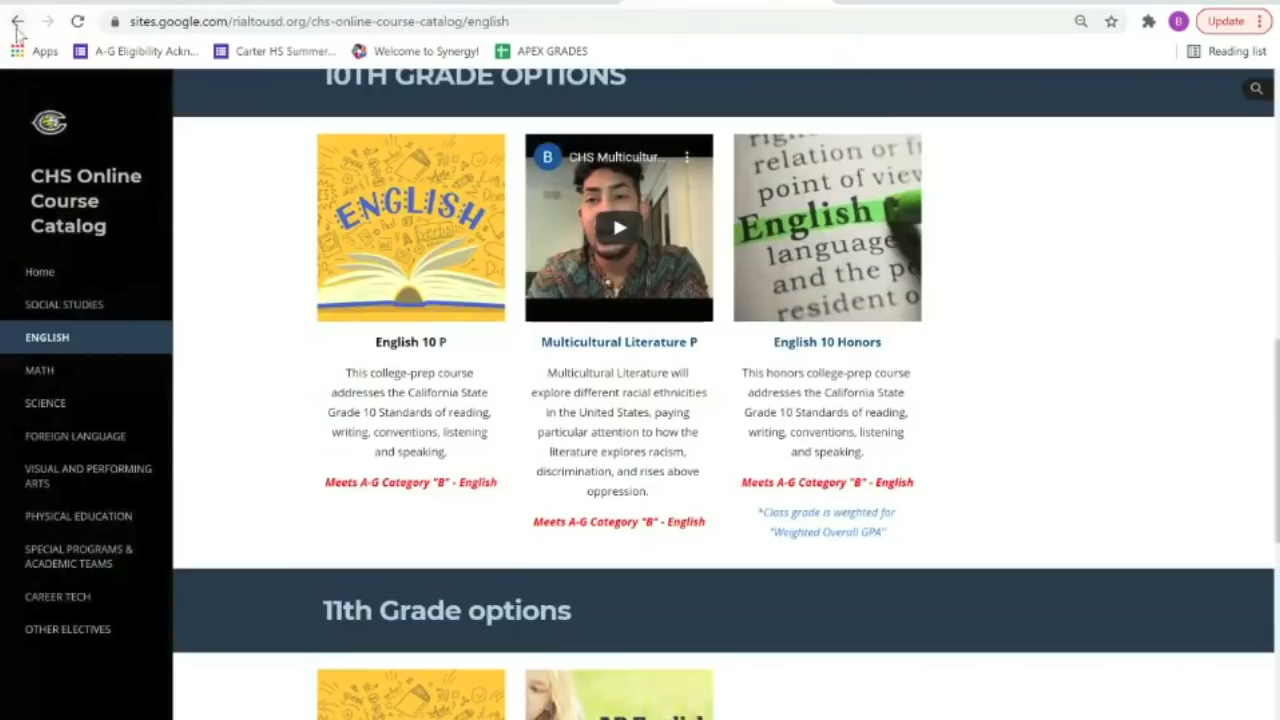 sites.google.com/rialtousd.org/chs-online-course-catalog/english
B
Update
Apps
A-G Eligibility Ackn...
Carter HS Summer...
Welcome to Synergy!
APEX GRADES
Reading list
CHS Online
Course
Catalog
Home
SOCIAL STUDIES
ENGLISH
MATH
SCIENCE
FOREIGN LANGUAGE
VISUAL AND PERFORMING
ARTS
PHYSICAL EDUCATION
SPECIAL PROGRAMS &
ACADEMIC TEAMS
CAREER TECH
OTHER ELECTIVES
10TH GRADE OPTIONS
ENGLISH
English 10 P
This college-prep course
addresses the California State
Grade 10 Standards of reading,
writing, conventions, listening
and speaking.
Meets A-G Category "B" - English
B CHS Multicultur...
Multicultural Literature P
Multicultural Literature will
explore different racial ethnicities
in the United States, paying
particular attention to how the
literature explores racism,
discrimination, and rises above
oppression.
Meets A-G Category "B" - English
relation or f
point of view
English
language
and the p
resident o
English 10 Honors
This honors college-prep course
addresses the California State
Grade 10 Standards of reading,
writing, conventions, listening
and speaking.
Meets A-G Category "B" - English
*Class grade is weighted for
"Weighted Overall GPA"
11th Grade options